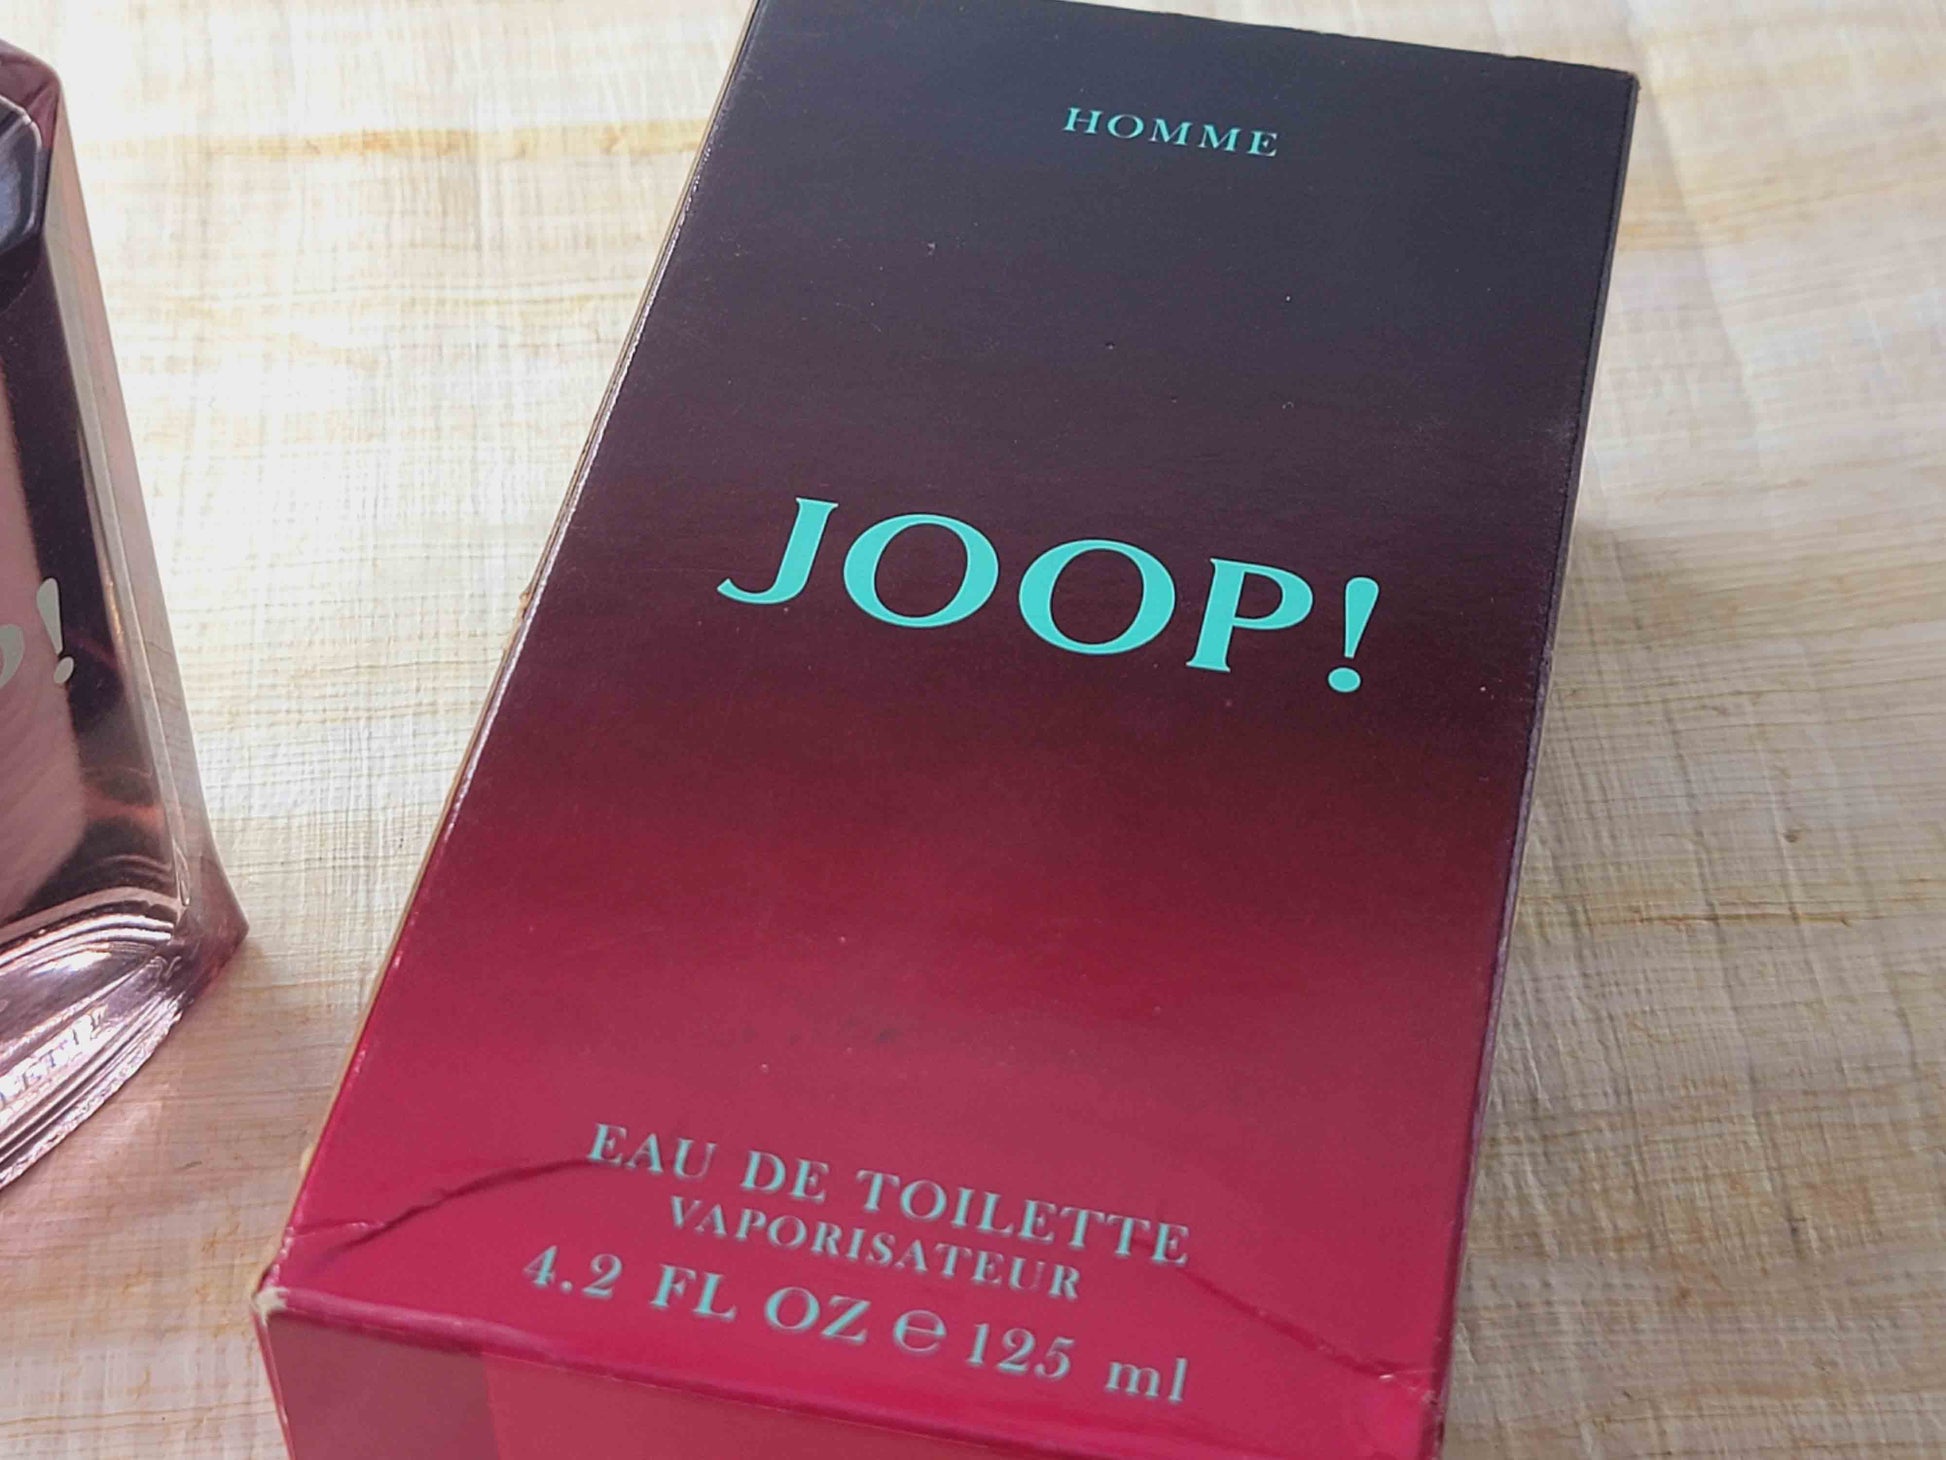 HOMME
JOOP!
EAU DE TOILETTE
VAPORISATEUR
4.2 FL OZ ℮ 125 ml